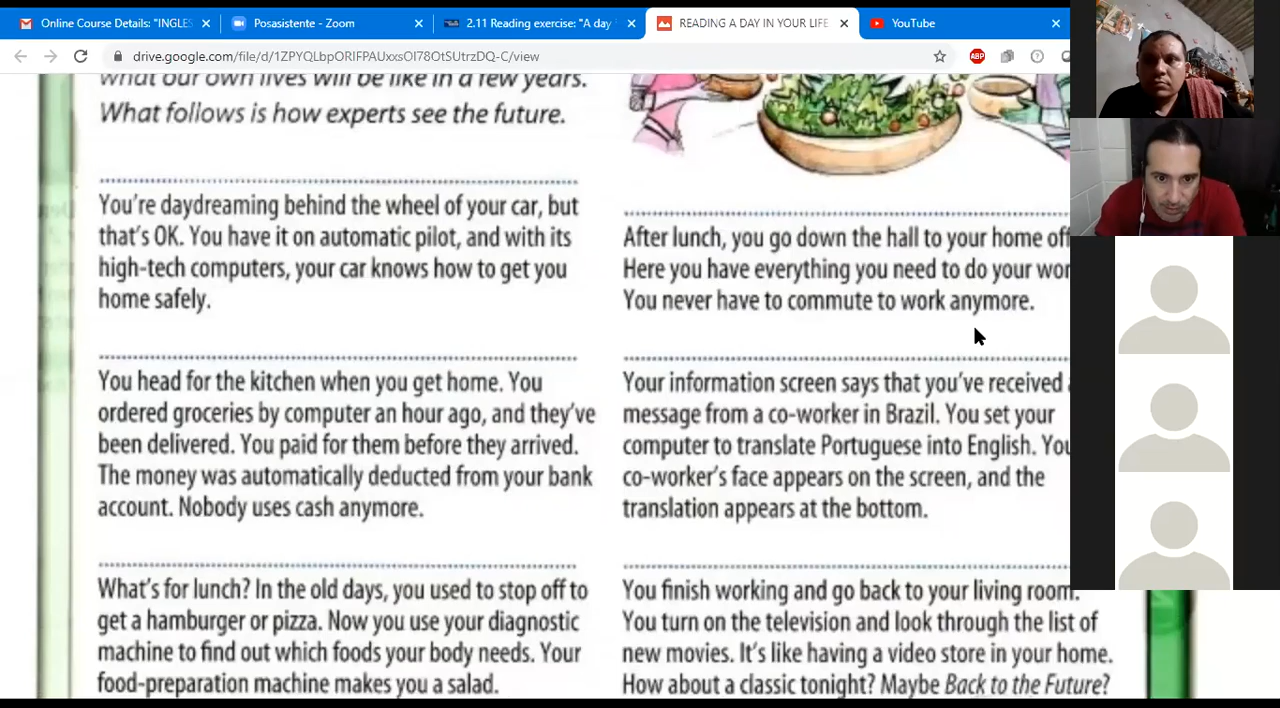 Online Course Details: "INGLES
Posasistente - Zoom
2.11 Reading exercise: "A day
READING A DAY IN YOUR LIFE
YouTube
drive.google.com/file/d/1ZPYQLbpORIFPAUxxsOl78QtSUtrzDQ-C/view
ABP
what our own lives will be like in a few years.
What follows is how experts see the future.
You're daydreaming behind the wheel of your car, but
that's OK. You have it on automatic pilot, and with its
high-tech computers, your car knows how to get you
home safely.
You head for the kitchen when you get home. You
ordered groceries by computer an hour ago, and they've
been delivered. You paid for them before they arrived.
The money was automatically deducted from your bank
account. Nobody uses cash anymore.
What's for lunch? In the old days, you used to stop off to
get a hamburger or pizza. Now you use your diagnostic
machine to find out which foods your body needs. Your
food-preparation machine makes you a salad.
After lunch, you go down the hall to your home off
Here you have everything you need to do your wor
You never have to commute to work anymore.
Your information screen says that you've received
message from a co-worker in Brazil. You set your
computer to translate Portuguese into English. You
co-worker's face appears on the screen, and the
translation appears at the bottom.
You finish working and go back to your living room.
You turn on the television and look through the list of
new movies. It's like having a video store in your home.
How about a classic tonight? Maybe Back to the Future?